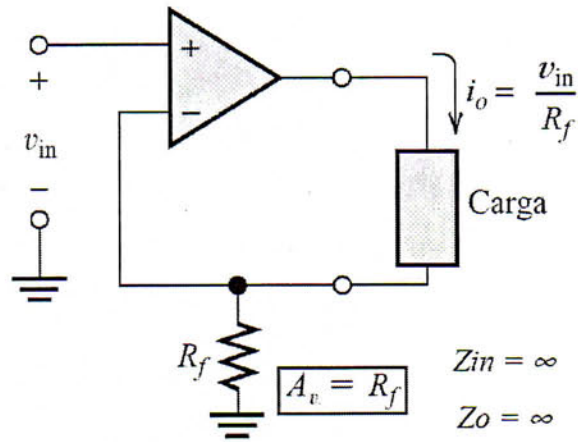 +
−
+
v_in
−
i_o = v_in / R_f
Carga
R_f
A_v. = R_f
Zin = ∞
Zo = ∞